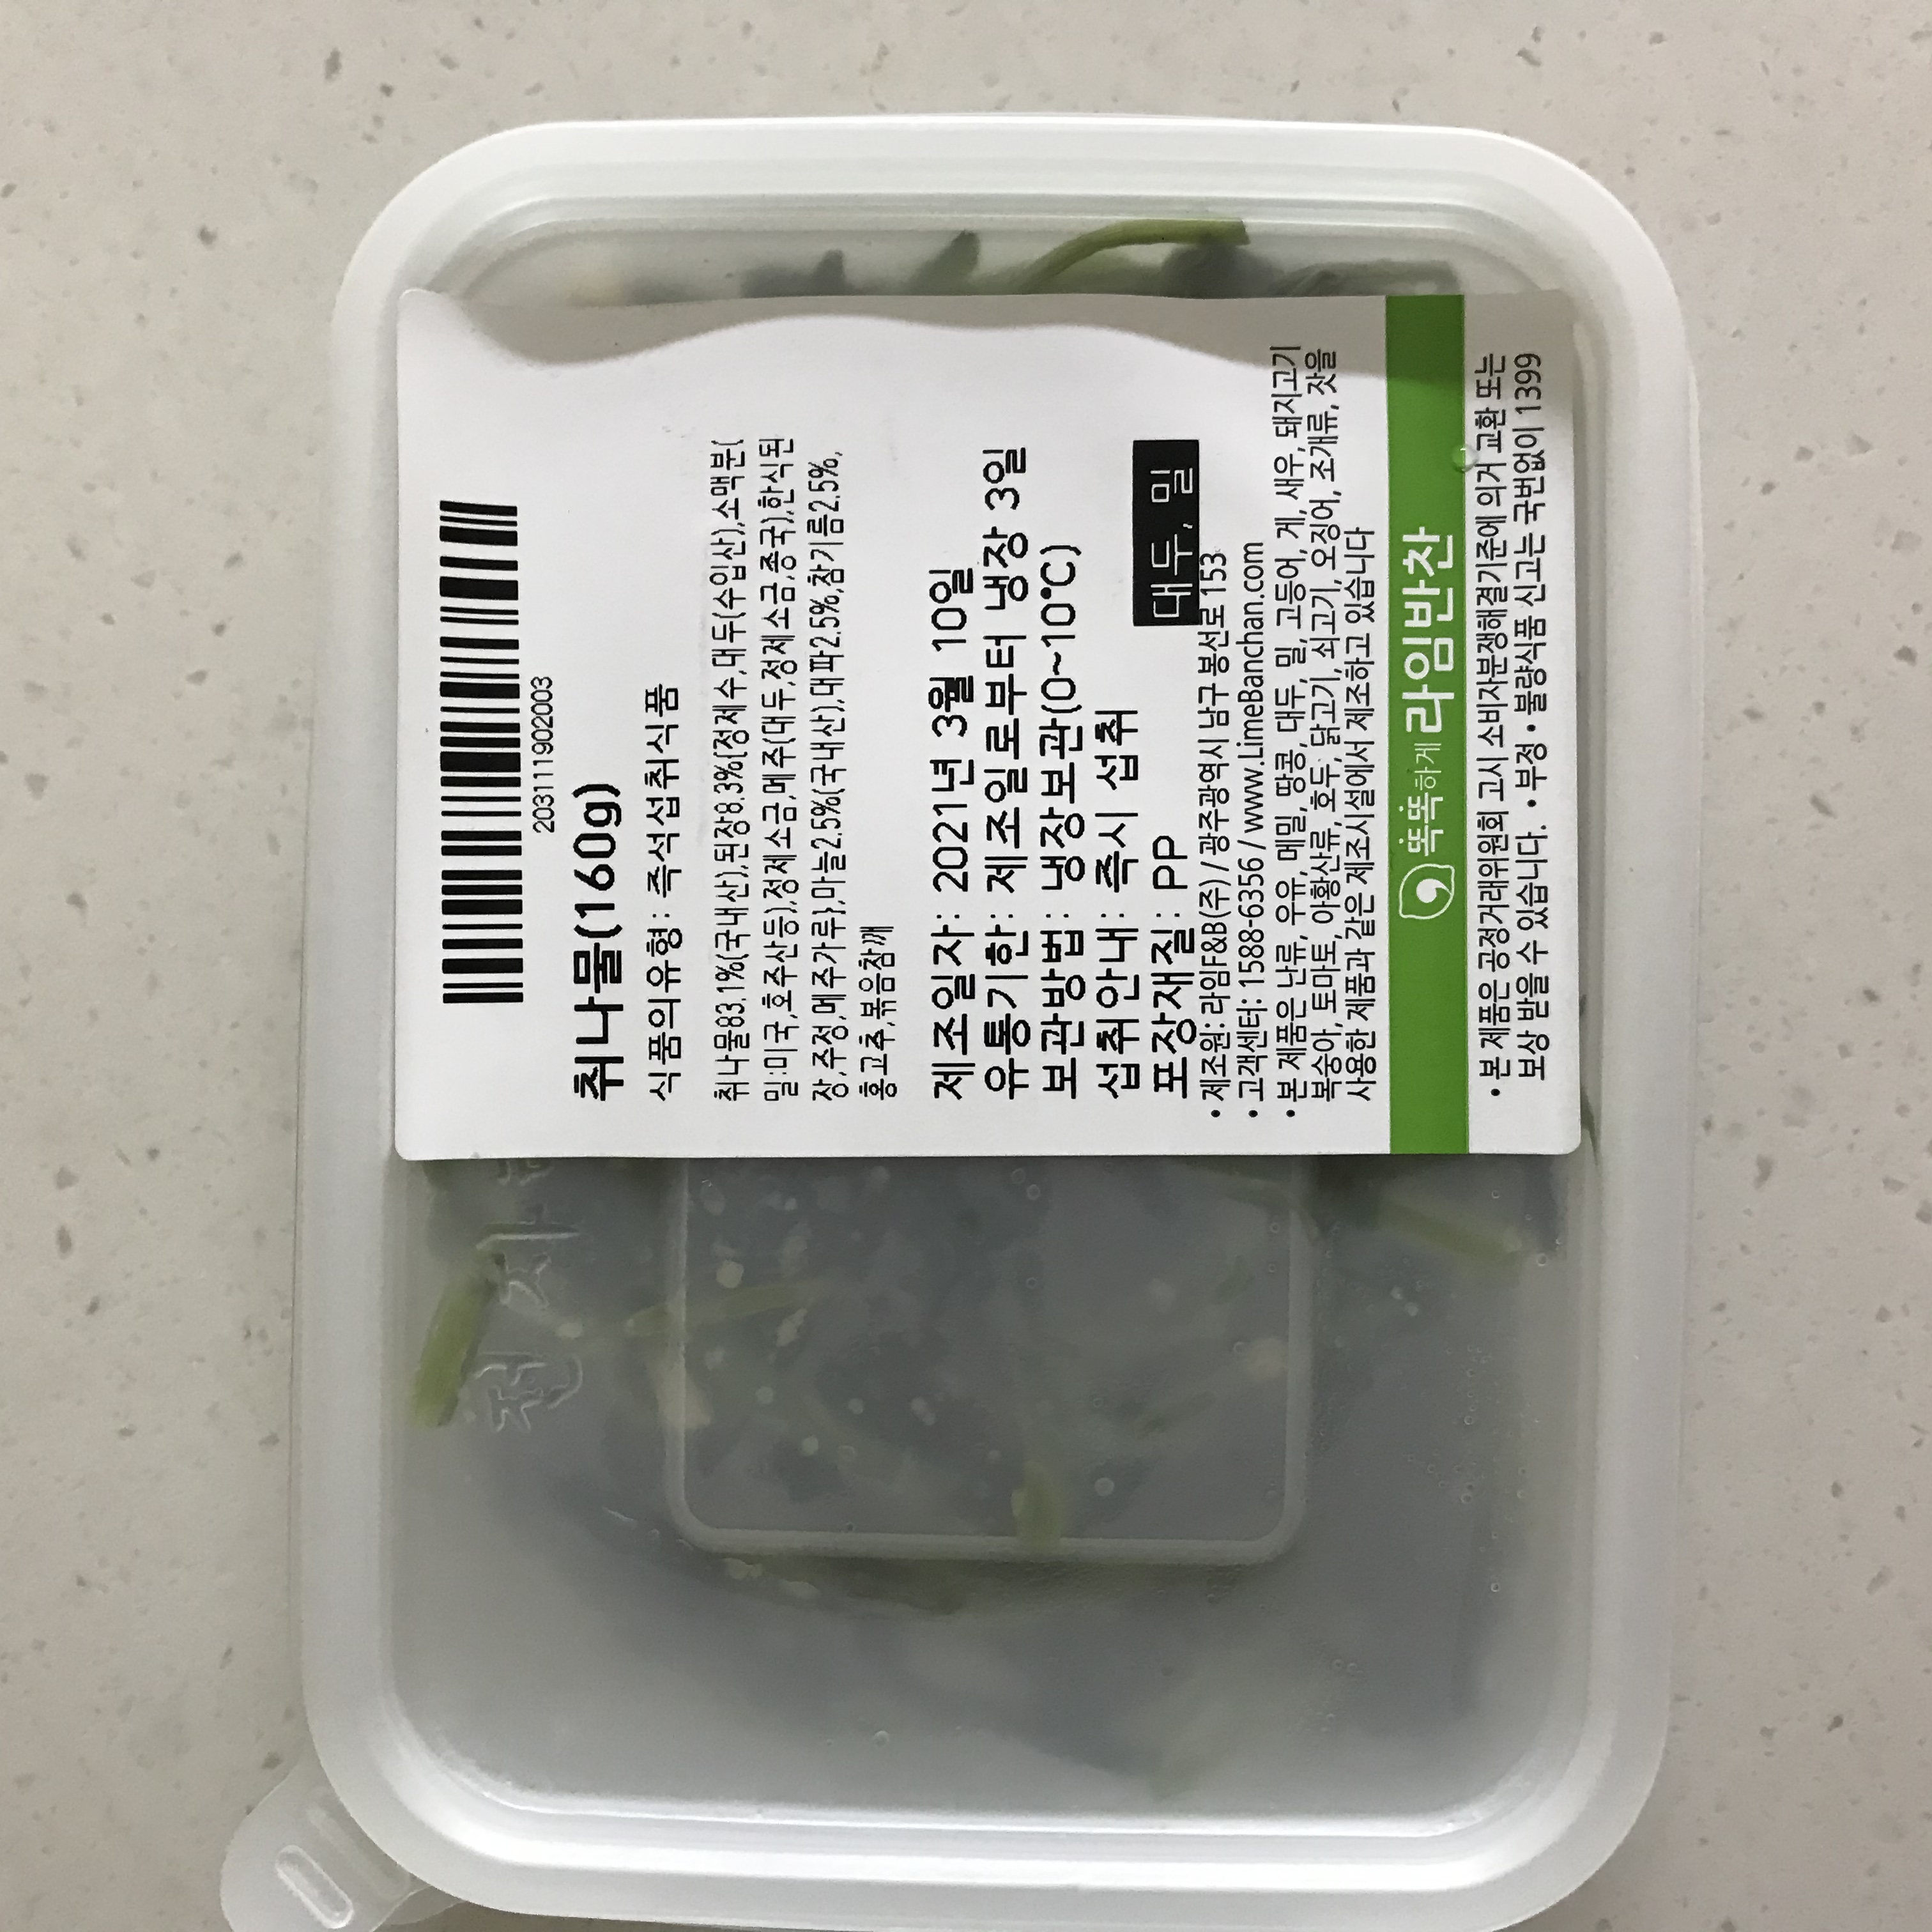 2031111902003
취나물(160g)
식품의유형: 즉석섭취식품
취나물83.1%(국내산),된장8.3%{정제수,대두(수입산),소맥분(
밀:미국,호주산등),정제소금,메주(대두,정제소금,종국),한식된
장,주정,메주가루},마늘2.5%(국내산),대파2.5%,참기름2.5%,
홍고추,볶음참깨
제조일자: 2021년 3월 10일
유통기한: 제조일로부터 냉장 3일
보관방법: 냉장보관(0~10℃)
섭취안내: 즉시 섭취
포장재질: PP
대두, 밀
• 제조원: 라임F&B(주) / 광주광역시 남구 봉선로 153
• 고객센터: 1588-6356 / www.LimeBanchan.com
• 본 제품은 난류, 우유, 메밀, 땅콩, 대두, 밀, 고등어, 게, 새우, 돼지고기
복숭아, 토마토, 아황산류, 호두, 닭고기, 쇠고기, 오징어, 조개류, 잣을
사용한 제품과 같은 제조시설에서 제조하고 있습니다
똑똑하게 라임반찬
• 본 제품은 공정거래위원회 고시 소비자분쟁해결기준에 의거 교환 또는
보상 받을 수 있습니다. • 부정 • 불량식품 신고는 국번없이 1399